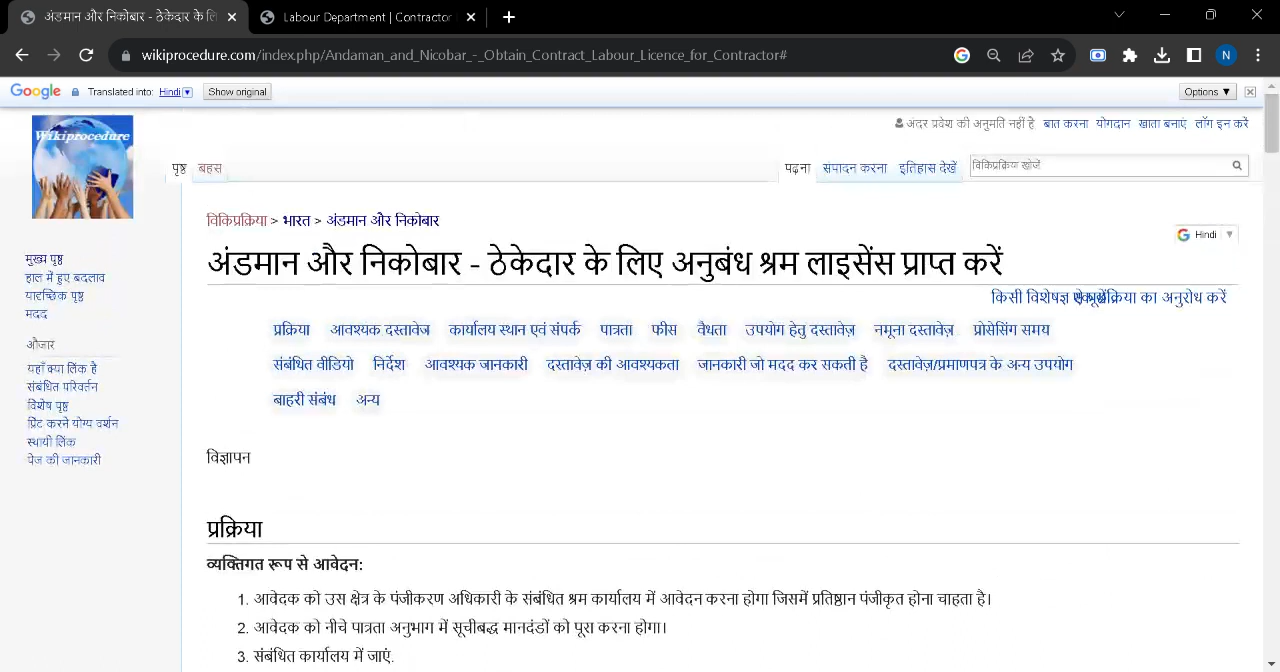 अंडमान और निकोबार - ठेकेदार के लि
Labour Department | Contractor
wikiprocedure.com/index.php/Andaman_and_Nicobar_-_Obtain_Contract_Labour_Licence_for_Contractor#
N
Google Translated into: Hindi Show original Options ▼
Wikiprocedure
अंदर प्रवेश की अनुमति नहीं है बात करना योगदान खाता बनाएं लॉग इन करें
पृष्ठ बहस पढ़ना संपादन करना इतिहास देखें विकिप्रक्रिया खोजें
विकिप्रक्रिया > भारत > अंडमान और निकोबार
Hindi
अंडमान और निकोबार - ठेकेदार के लिए अनुबंध श्रम लाइसेंस प्राप्त करें
किसी विशेषज्ञ प्रक्रिया का अनुरोध करें
प्रक्रिया आवश्यक दस्तावेज कार्यालय स्थान एवं संपर्क पात्रता फीस वैधता उपयोग हेतु दस्तावेज़ नमूना दस्तावेज़ प्रोसेसिंग समय
संबंधित वीडियो निर्देश आवश्यक जानकारी दस्तावेज़ की आवश्यकता जानकारी जो मदद कर सकती है दस्तावेज़/प्रमाणपत्र के अन्य उपयोग
बाहरी संबंध अन्य
मुख्य पृष्ठ
हाल में हुए बदलाव
यादृच्छिक पृष्ठ
मदद
औजार
यहाँ क्या लिंक है
संबंधित परिवर्तन
विशेष पृष्ठ
प्रिंट करने योग्य वर्शन
स्थायी लिंक
पेज की जानकारी
विज्ञापन
प्रक्रिया
व्यक्तिगत रूप से आवेदन:
1. आवेदक को उस क्षेत्र के पंजीकरण अधिकारी के संबंधित श्रम कार्यालय में आवेदन करना होगा जिसमें प्रतिष्ठान पंजीकृत होना चाहता है।
2. आवेदक को नीचे पात्रता अनुभाग में सूचीबद्ध मानदंडों को पूरा करना होगा।
3. संबंधित कार्यालय में जाएं.